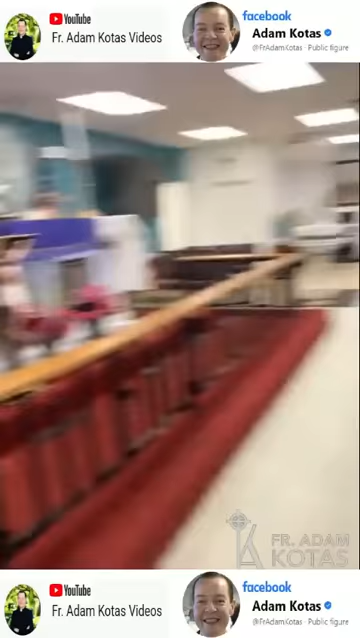 YouTube
Fr. Adam Kotas Videos
facebook
Adam Kotas
@FrAdamKotas · Public figure
FR. ADAM
KOTAS
YouTube
Fr. Adam Kotas Videos
facebook
Adam Kotas
@FrAdamKotas · Public figure